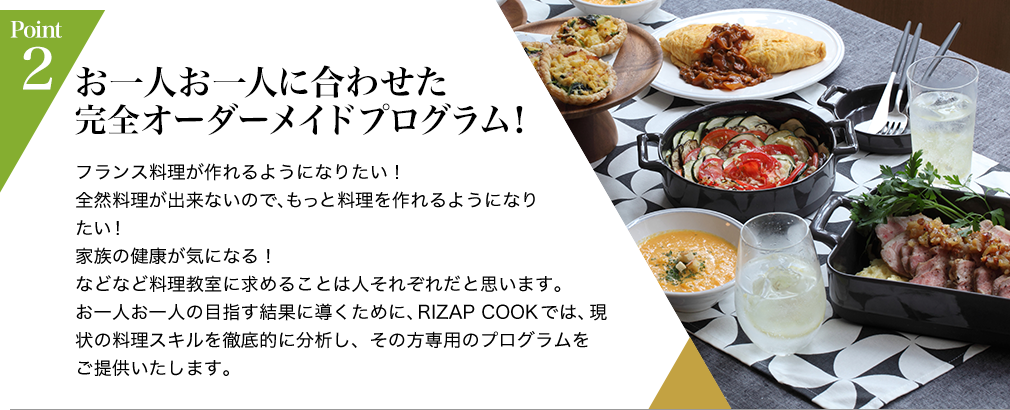 Point
2
お一人お一人に合わせた
完全オーダーメイドプログラム！
フランス料理が作れるようになりたい！
全然料理が出来ないので、もっと料理を作れるようになり
たい！
家族の健康が気になる！
などなど料理教室に求めることは人それぞれだと思います。
お一人お一人の目指す結果に導くために、RIZAP COOKでは、現
状の料理スキルを徹底的に分析し、その方専用のプログラムを
ご提供いたします。